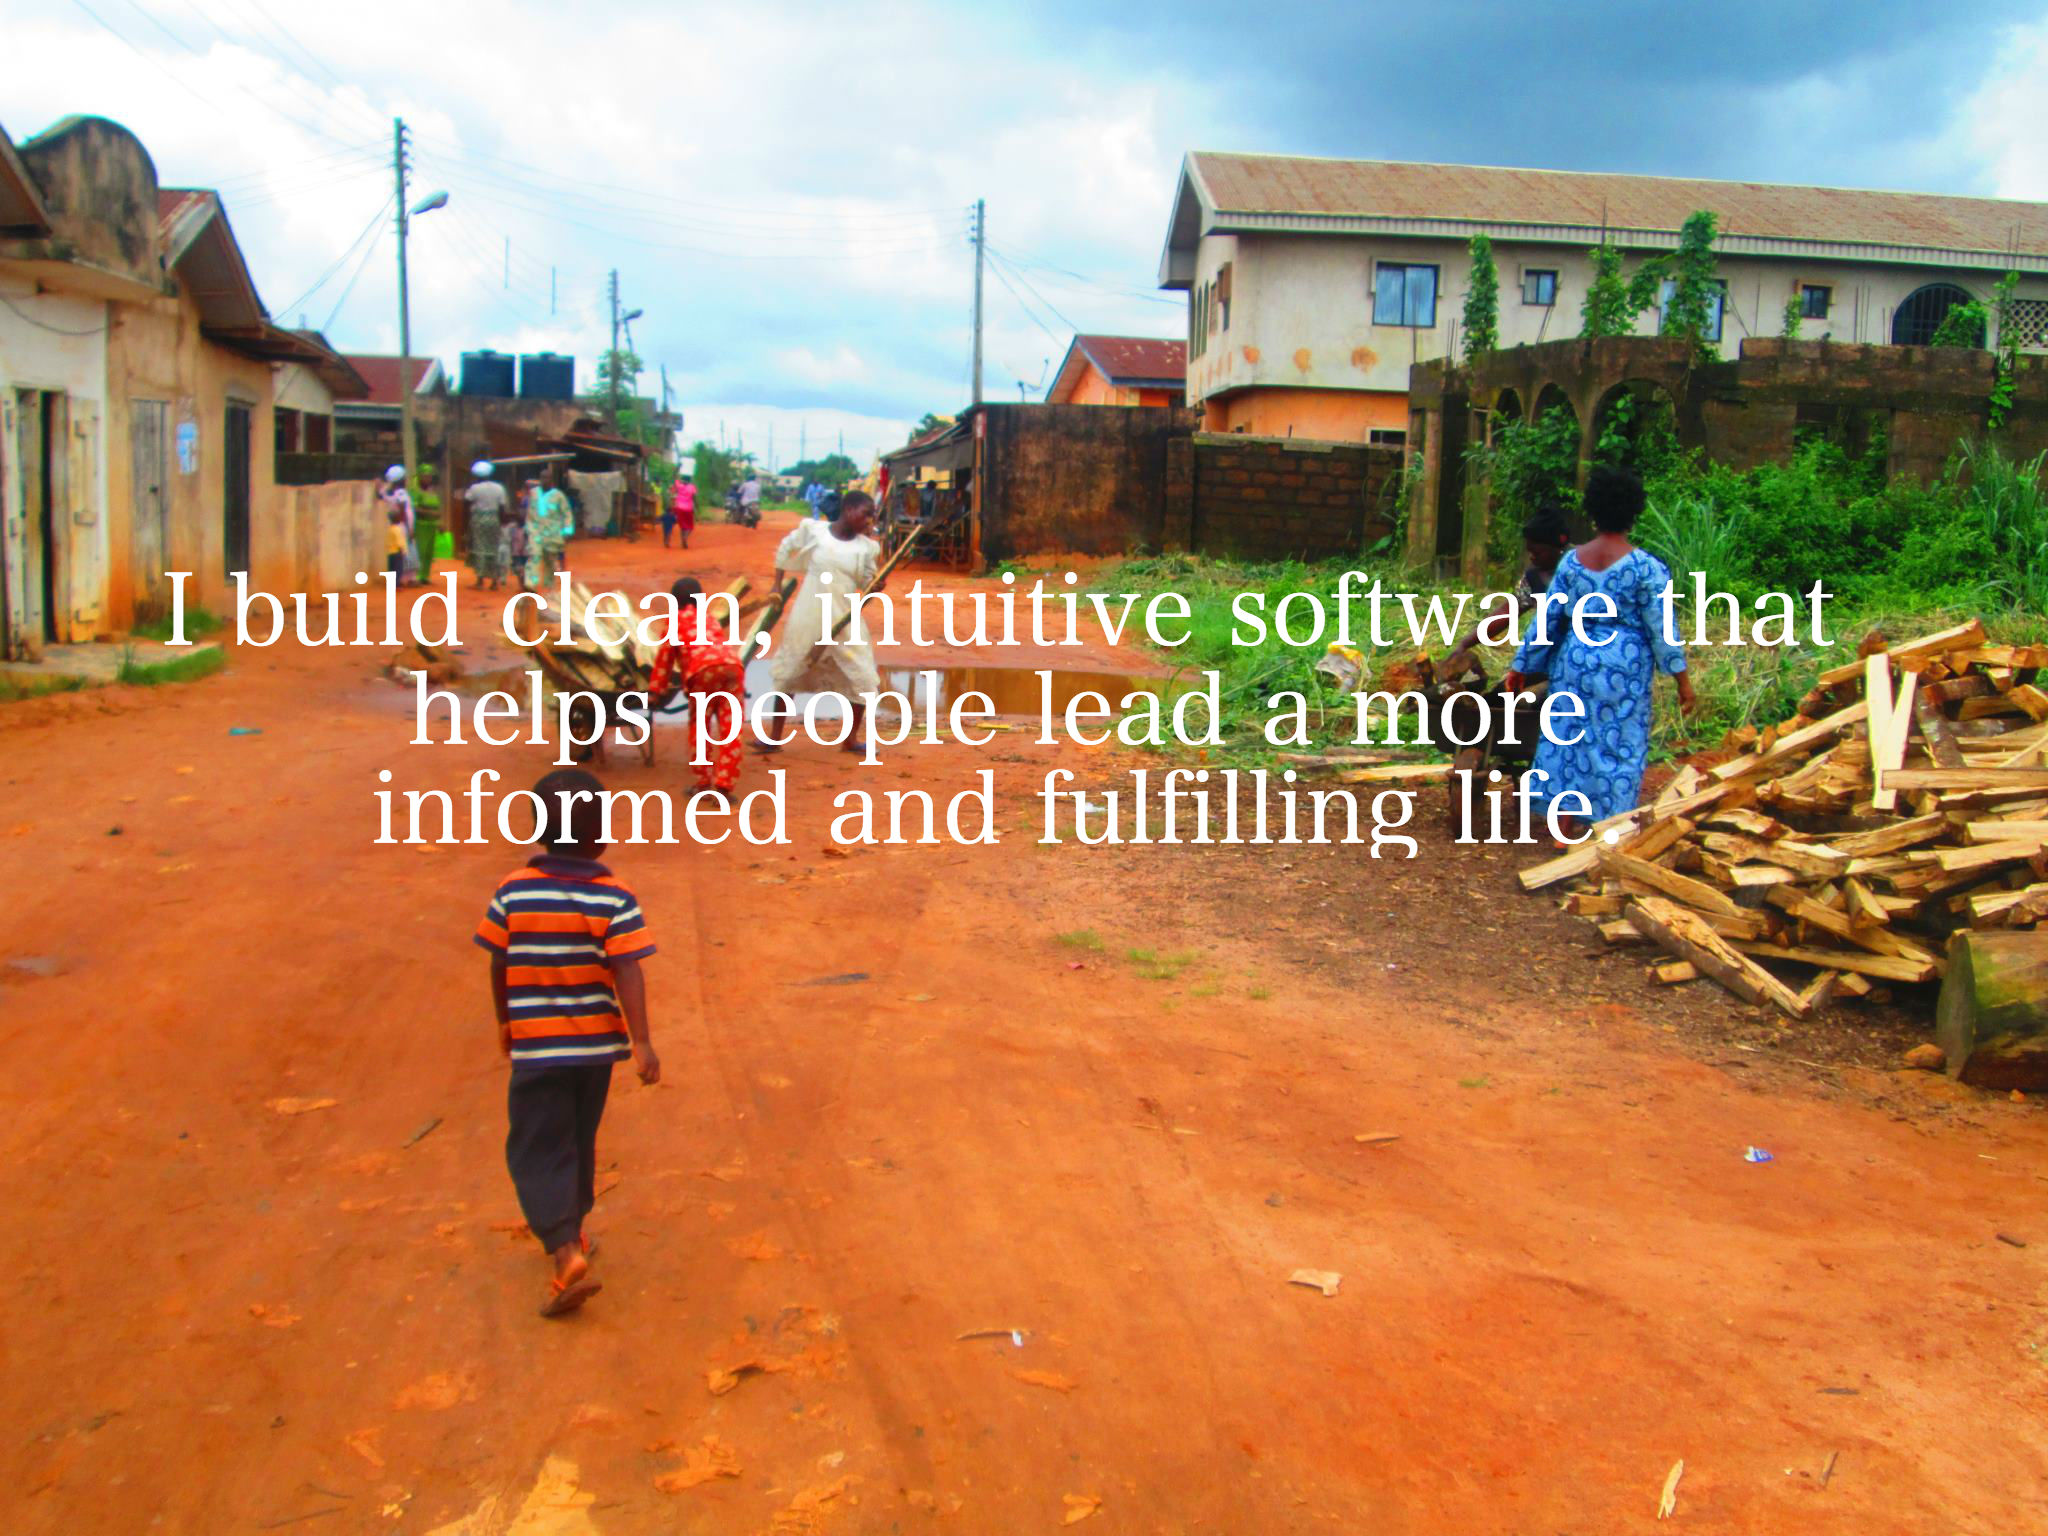 I build clean, intuitive software that
helps people lead a more
informed and fulfilling life.